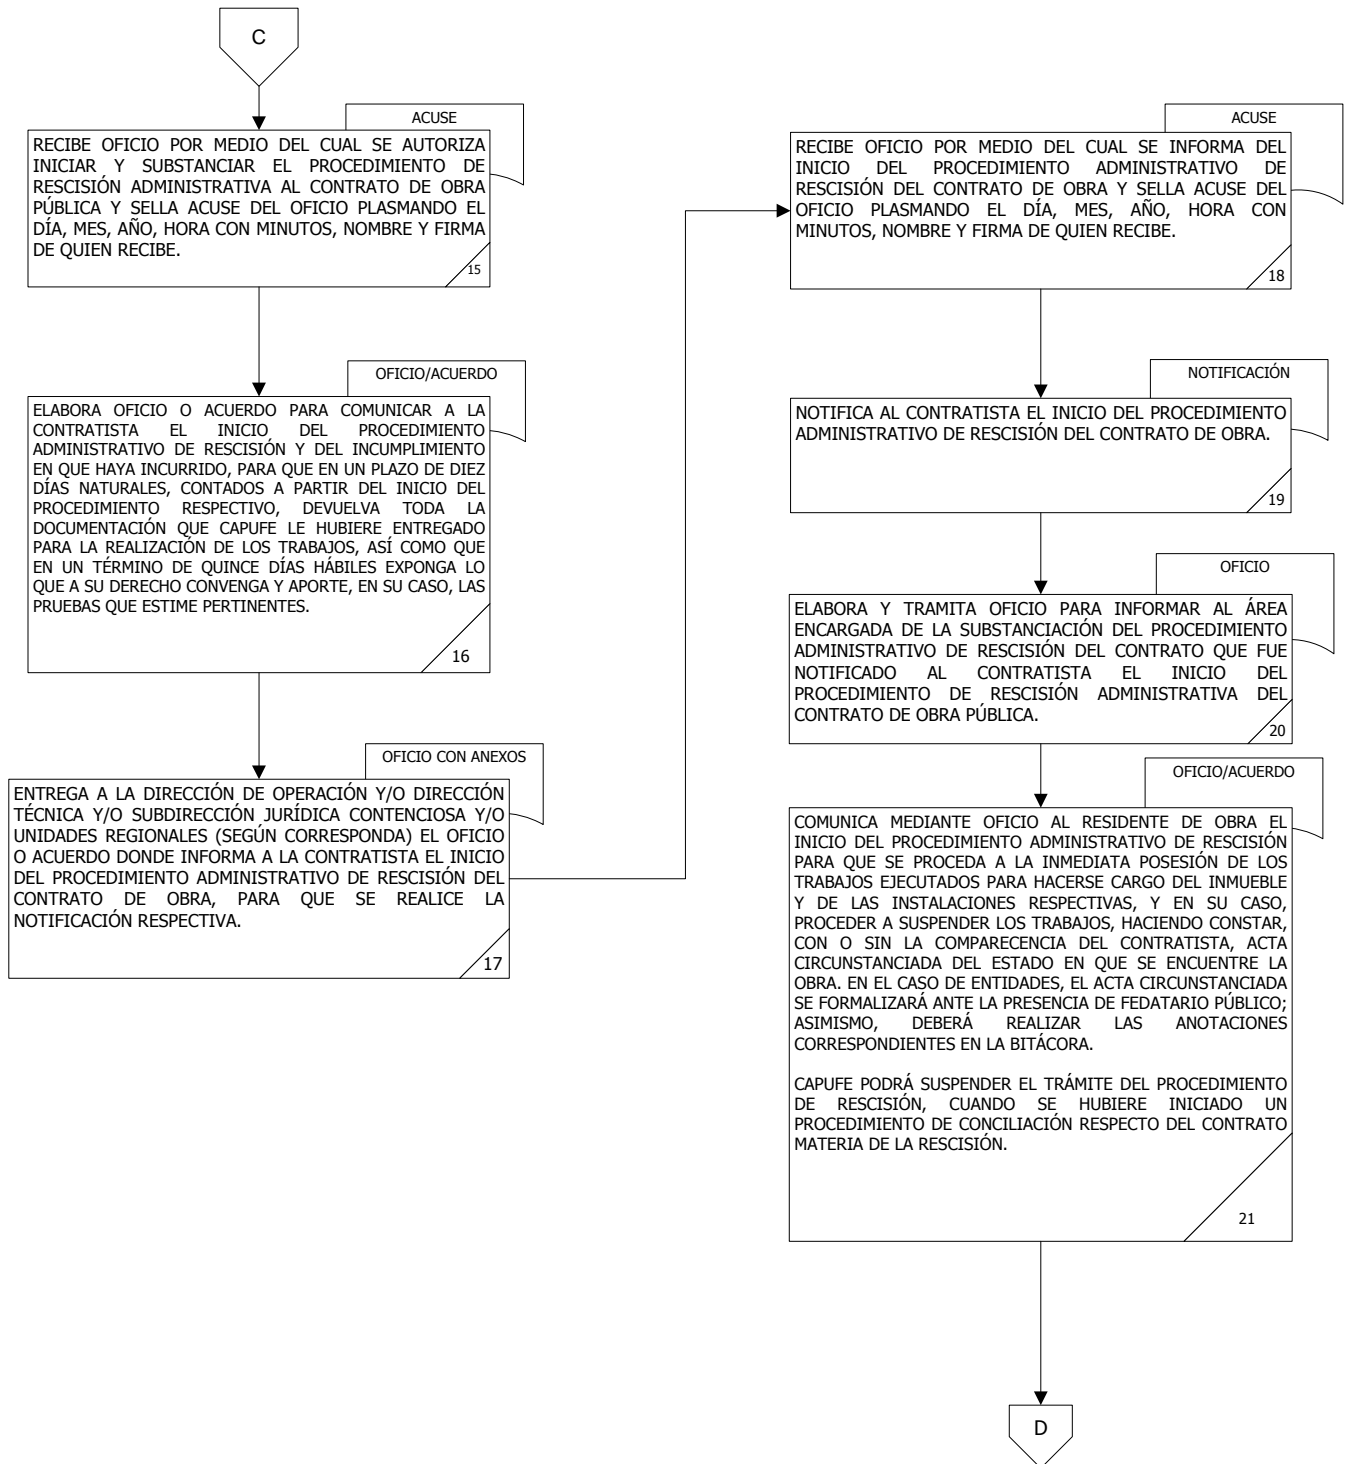 C
ACUSE
RECIBE OFICIO POR MEDIO DEL CUAL SE AUTORIZA
INICIAR Y SUBSTANCIAR EL PROCEDIMIENTO DE
RESCISIÓN ADMINISTRATIVA AL CONTRATO DE OBRA
PÚBLICA Y SELLA ACUSE DEL OFICIO PLASMANDO EL
DÍA, MES, AÑO, HORA CON MINUTOS, NOMBRE Y FIRMA
DE QUIEN RECIBE.
15
OFICIO/ACUERDO
ELABORA OFICIO O ACUERDO PARA COMUNICAR A LA
CONTRATISTA EL INICIO DEL PROCEDIMIENTO
ADMINISTRATIVO DE RESCISIÓN Y DEL INCUMPLIMIENTO
EN QUE HAYA INCURRIDO, PARA QUE EN UN PLAZO DE DIEZ
DÍAS NATURALES, CONTADOS A PARTIR DEL INICIO DEL
PROCEDIMIENTO RESPECTIVO, DEVUELVA TODA LA
DOCUMENTACIÓN QUE CAPUFE LE HUBIERE ENTREGADO
PARA LA REALIZACIÓN DE LOS TRABAJOS, ASÍ COMO QUE
EN UN TÉRMINO DE QUINCE DÍAS HÁBILES EXPONGA LO
QUE A SU DERECHO CONVENGA Y APORTE, EN SU CASO, LAS
PRUEBAS QUE ESTIME PERTINENTES.
16
OFICIO CON ANEXOS
ENTREGA A LA DIRECCIÓN DE OPERACIÓN Y/O DIRECCIÓN
TÉCNICA Y/O SUBDIRECCIÓN JURÍDICA CONTENCIOSA Y/O
UNIDADES REGIONALES (SEGÚN CORRESPONDA) EL OFICIO
O ACUERDO DONDE INFORMA A LA CONTRATISTA EL INICIO
DEL PROCEDIMIENTO ADMINISTRATIVO DE RESCISIÓN DEL
CONTRATO DE OBRA, PARA QUE SE REALICE LA
NOTIFICACIÓN RESPECTIVA.
17
ACUSE
RECIBE OFICIO POR MEDIO DEL CUAL SE INFORMA DEL
INICIO DEL PROCEDIMIENTO ADMINISTRATIVO DE
RESCISIÓN DEL CONTRATO DE OBRA Y SELLA ACUSE DEL
OFICIO PLASMANDO EL DÍA, MES, AÑO, HORA CON
MINUTOS, NOMBRE Y FIRMA DE QUIEN RECIBE.
18
NOTIFICACIÓN
NOTIFICA AL CONTRATISTA EL INICIO DEL PROCEDIMIENTO
ADMINISTRATIVO DE RESCISIÓN DEL CONTRATO DE OBRA.
19
OFICIO
ELABORA Y TRAMITA OFICIO PARA INFORMAR AL ÁREA
ENCARGADA DE LA SUBSTANCIACIÓN DEL PROCEDIMIENTO
ADMINISTRATIVO DE RESCISIÓN DEL CONTRATO QUE FUE
NOTIFICADO AL CONTRATISTA EL INICIO DEL
PROCEDIMIENTO DE RESCISIÓN ADMINISTRATIVA DEL
CONTRATO DE OBRA PÚBLICA.
20
OFICIO/ACUERDO
COMUNICA MEDIANTE OFICIO AL RESIDENTE DE OBRA EL
INICIO DEL PROCEDIMIENTO ADMINISTRATIVO DE RESCISIÓN
PARA QUE SE PROCEDA A LA INMEDIATA POSESIÓN DE LOS
TRABAJOS EJECUTADOS PARA HACERSE CARGO DEL INMUEBLE
Y DE LAS INSTALACIONES RESPECTIVAS, Y EN SU CASO,
PROCEDER A SUSPENDER LOS TRABAJOS, HACIENDO CONSTAR,
CON O SIN LA COMPARECENCIA DEL CONTRATISTA, ACTA
CIRCUNSTANCIADA DEL ESTADO EN QUE SE ENCUENTRE LA
OBRA. EN EL CASO DE ENTIDADES, EL ACTA CIRCUNSTANCIADA
SE FORMALIZARÁ ANTE LA PRESENCIA DE FEDATARIO PÚBLICO;
ASIMISMO, DEBERÁ REALIZAR LAS ANOTACIONES
CORRESPONDIENTES EN LA BITÁCORA.
CAPUFE PODRÁ SUSPENDER EL TRÁMITE DEL PROCEDIMIENTO
DE RESCISIÓN, CUANDO SE HUBIERE INICIADO UN
PROCEDIMIENTO DE CONCILIACIÓN RESPECTO DEL CONTRATO
MATERIA DE LA RESCISIÓN.
21
D